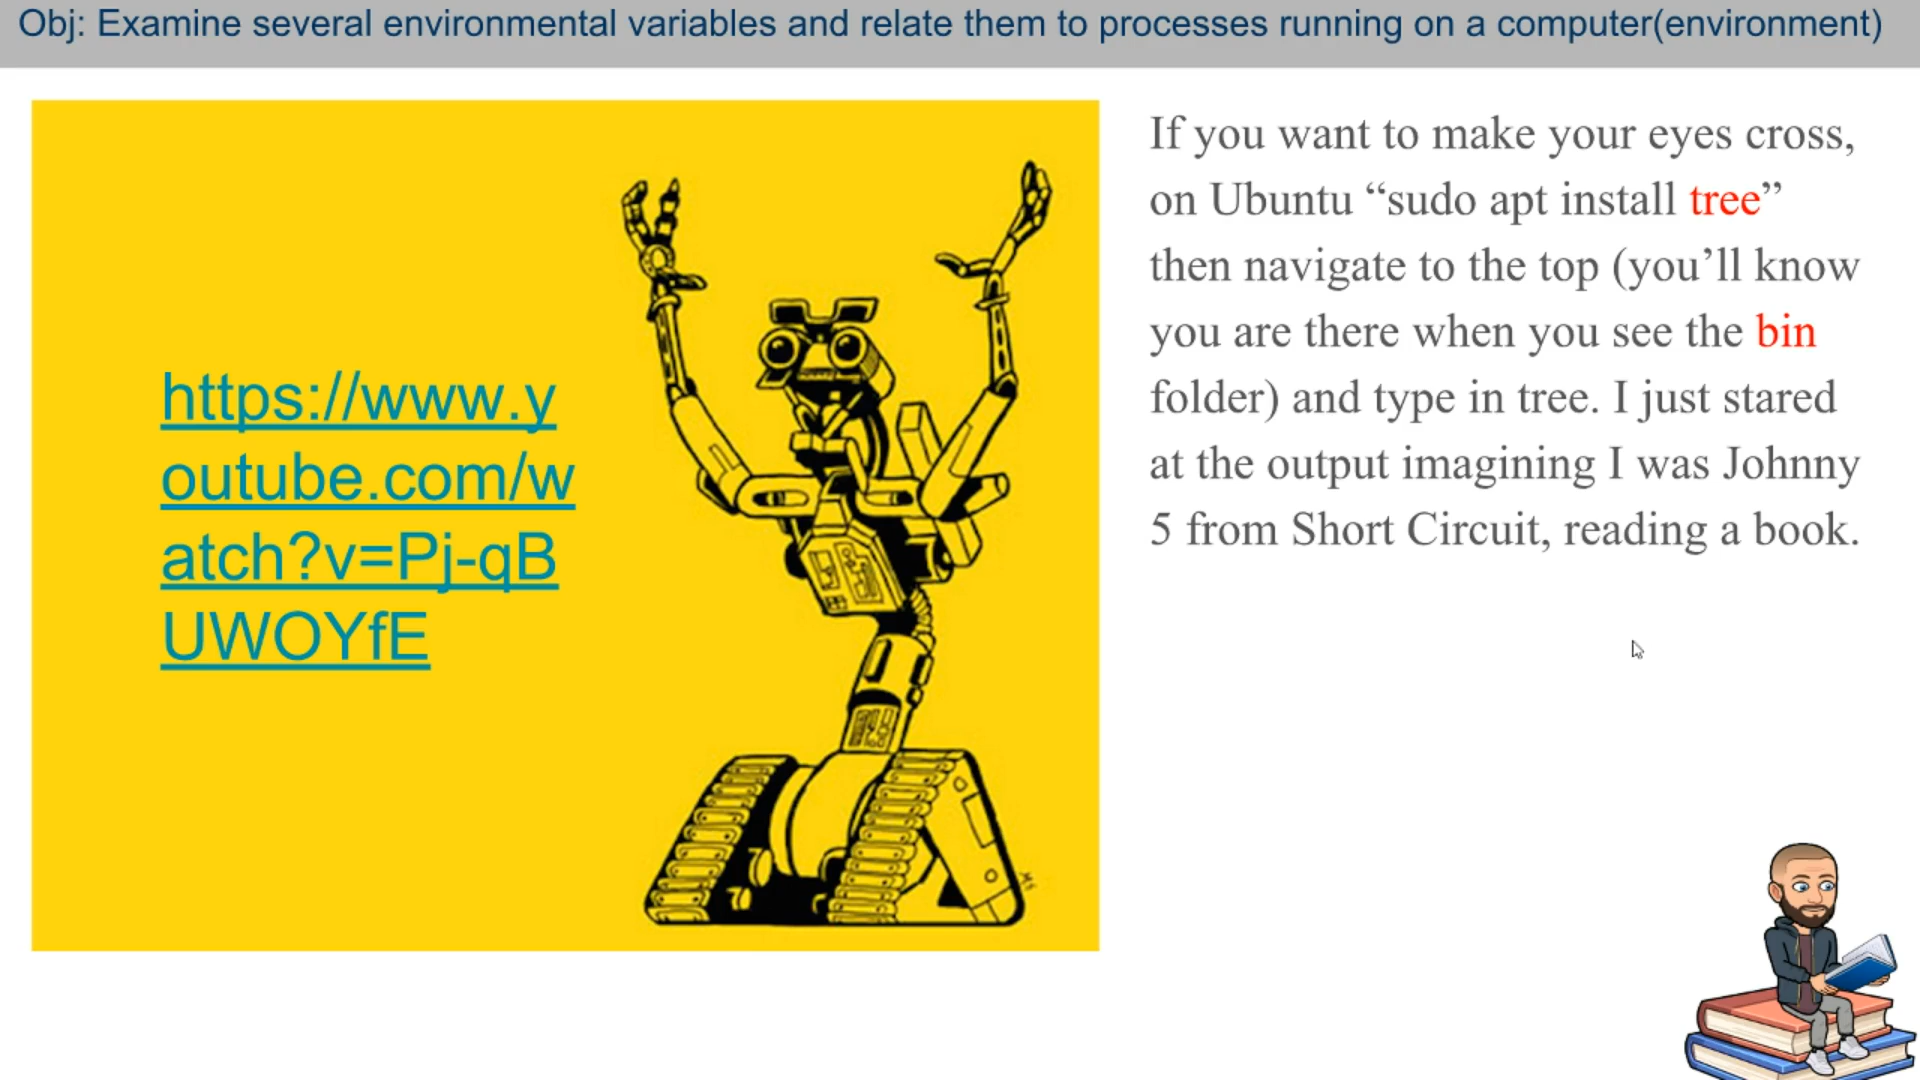 Obj: Examine several environmental variables and relate them to processes running on a computer(environment)
https://www.y
outube.com/w
atch?v=Pj-qB
UWOYfE
If you want to make your eyes cross,
on Ubuntu “sudo apt install tree”
then navigate to the top (you’ll know
you are there when you see the bin
folder) and type in tree. I just stared
at the output imagining I was Johnny
5 from Short Circuit, reading a book.